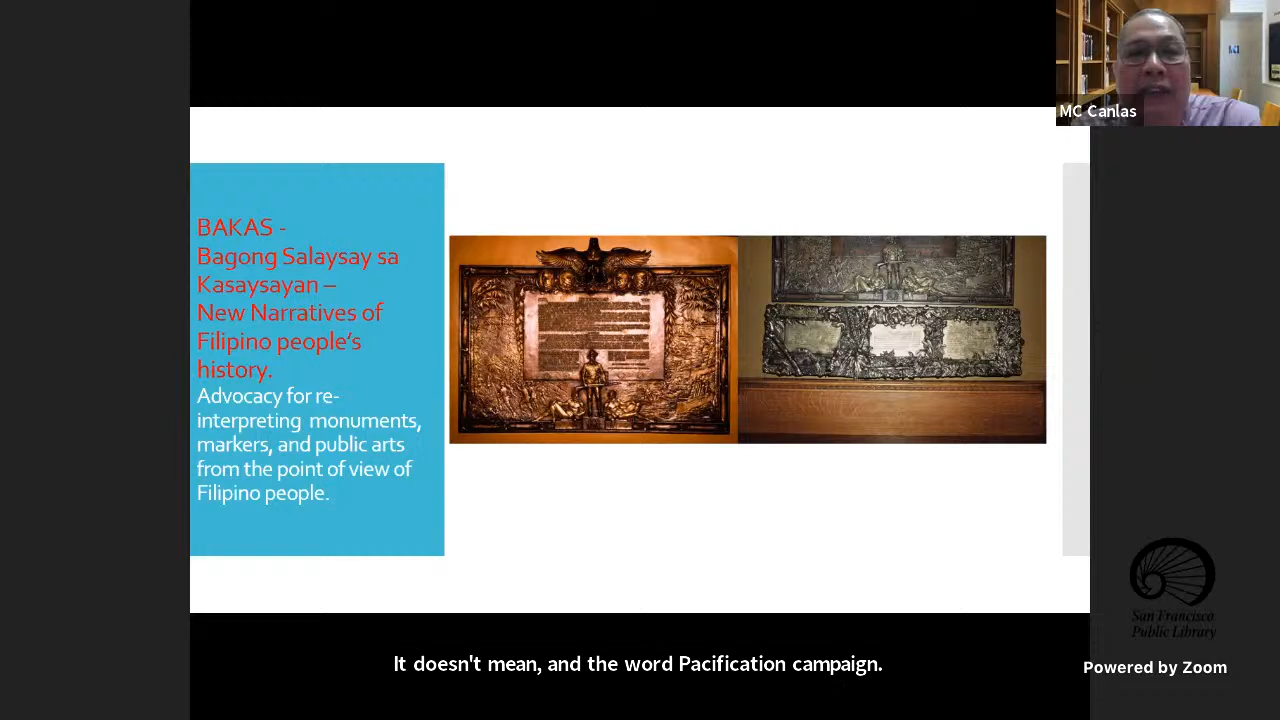 MC Canlas
BAKAS -
Bagong Salaysay sa
Kasaysayan –
New Narratives of
Filipino people's
history.
Advocacy for re-
interpreting monuments,
markers, and public arts
from the point of view of
Filipino people.
San Francisco
Public Library
It doesn't mean, and the word Pacification campaign.
Powered by Zoom